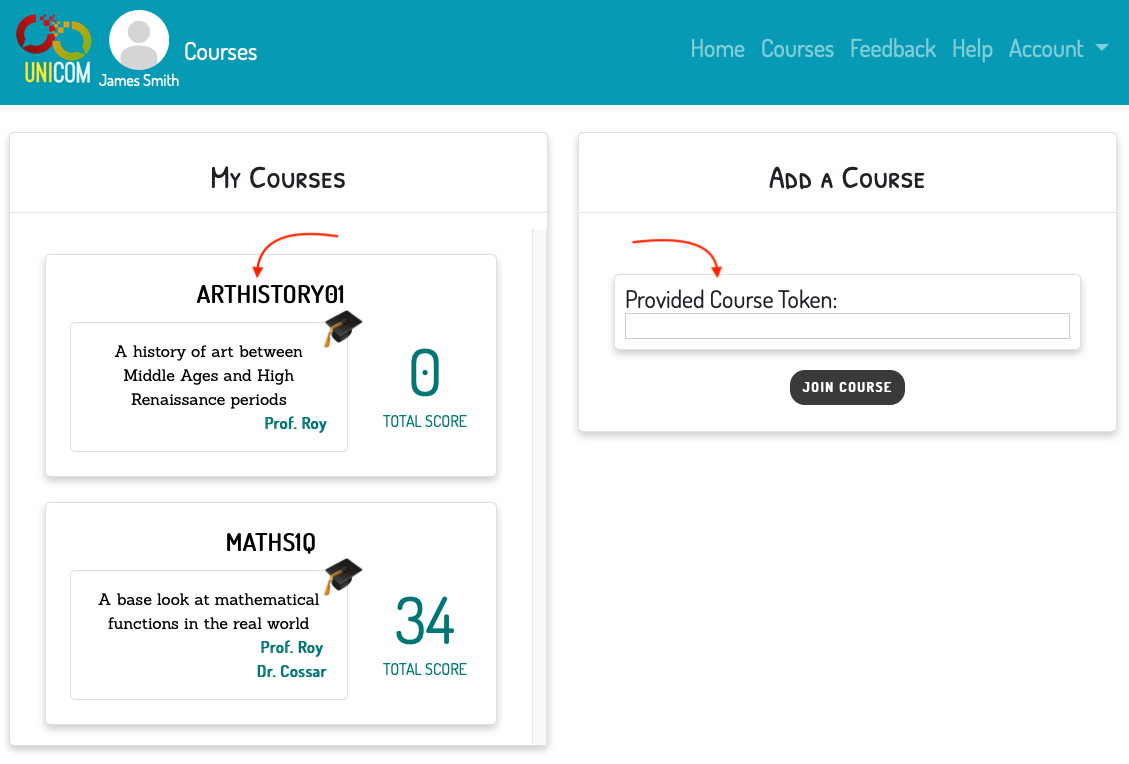 UNICOM
James Smith
Courses
Home Courses Feedback Help Account
My Courses
ARTHISTORY01
A history of art between
Middle Ages and High
Renaissance periods
Prof. Roy
0
TOTAL SCORE
MATHS1Q
A base look at mathematical
functions in the real world
Prof. Roy
Dr. Cossar
34
TOTAL SCORE
Add a Course
Provided Course Token:
JOIN COURSE